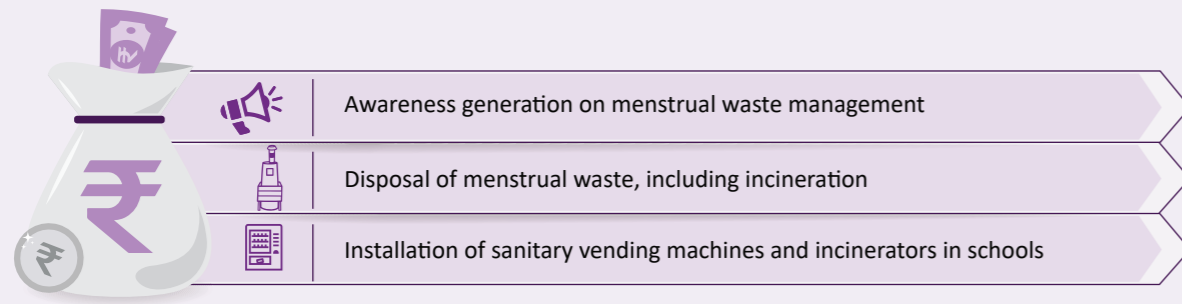 Awareness generation on menstrual waste management
Disposal of menstrual waste, including incineration
₹
Installation of sanitary vending machines and incinerators in schools
₹